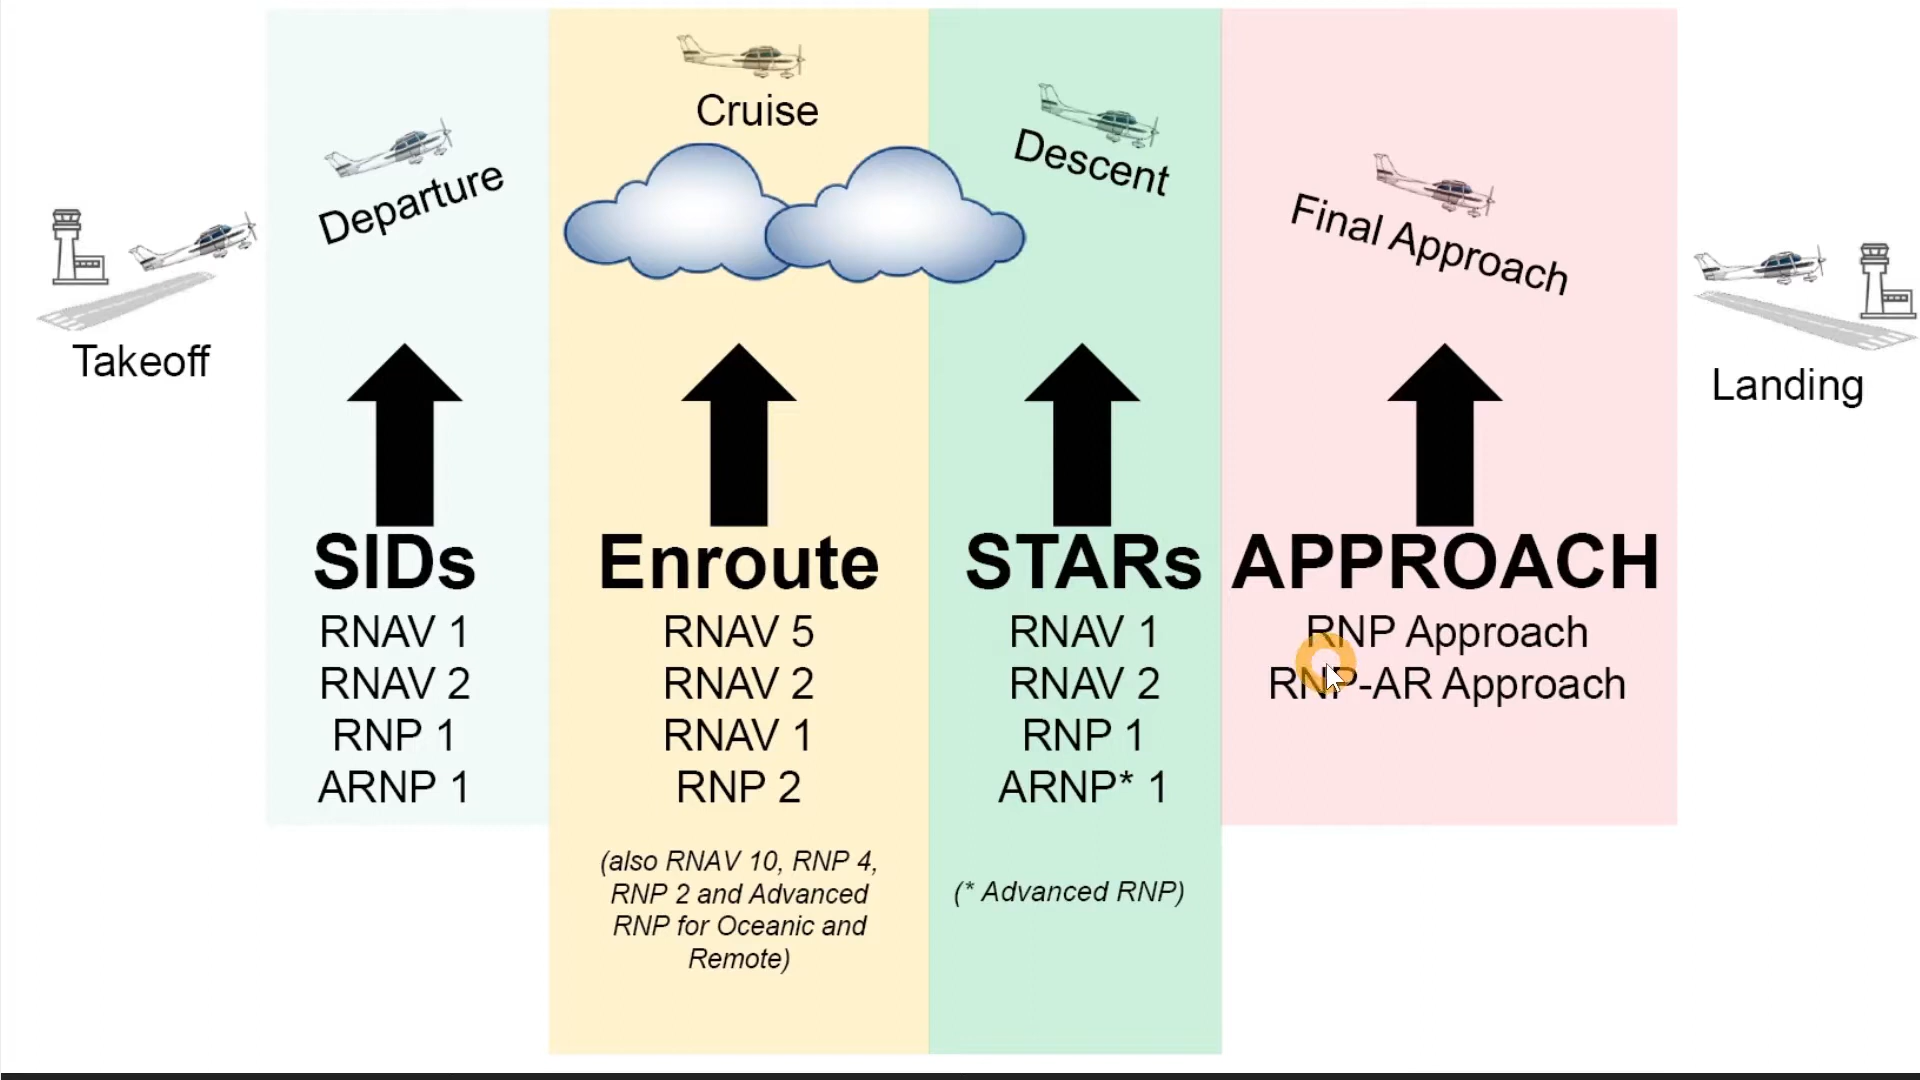 Takeoff
Departure
Cruise
Descent
Final Approach
Landing
SIDs
RNAV 1
RNAV 2
RNP 1
ARNP 1
Enroute
RNAV 5
RNAV 2
RNAV 1
RNP 2
(also RNAV 10, RNP 4,
RNP 2 and Advanced
RNP for Oceanic and
Remote)
STARs
RNAV 1
RNAV 2
RNP 1
ARNP* 1
(* Advanced RNP)
APPROACH
RNP Approach
RNP-AR Approach